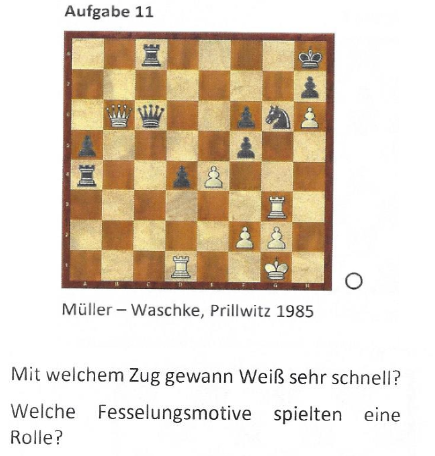 Aufgabe 11
Müller – Waschke, Prillwitz 1985
Mit welchem Zug gewann Weiß sehr schnell?
Welche Fesselungsmotive spielten eine
Rolle?